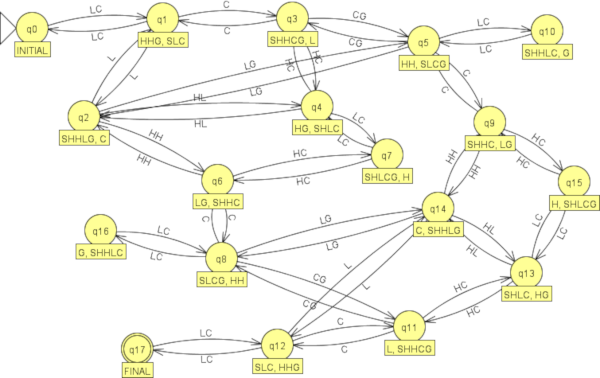 q0
INITIAL
LC
LC
q1
HHG, SLC
C
C
q3
SHHCG, L
CG
CG
q5
HH, SLCG
LC
LC
q10
SHHLC, G
L
L
LG
LG
HC
HC
C
C
q2
SHHLG, C
HL
HL
q4
HG, SHLC
LC
LC
q7
SHLCG, H
q9
SHHC, LG
HC
HC
q15
H, SHLCG
HH
HH
HC
HC
q6
LG, SHHC
HH
HH
q14
C, SHHLG
LC
LC
C
C
LG
LG
HL
HL
q16
G, SHHLC
LC
LC
q8
SLCG, HH
CG
CG
L
L
q13
SHLC, HG
HC
HC
q11
L, SHHCG
C
C
q12
SLC, HHG
LC
LC
q17
FINAL